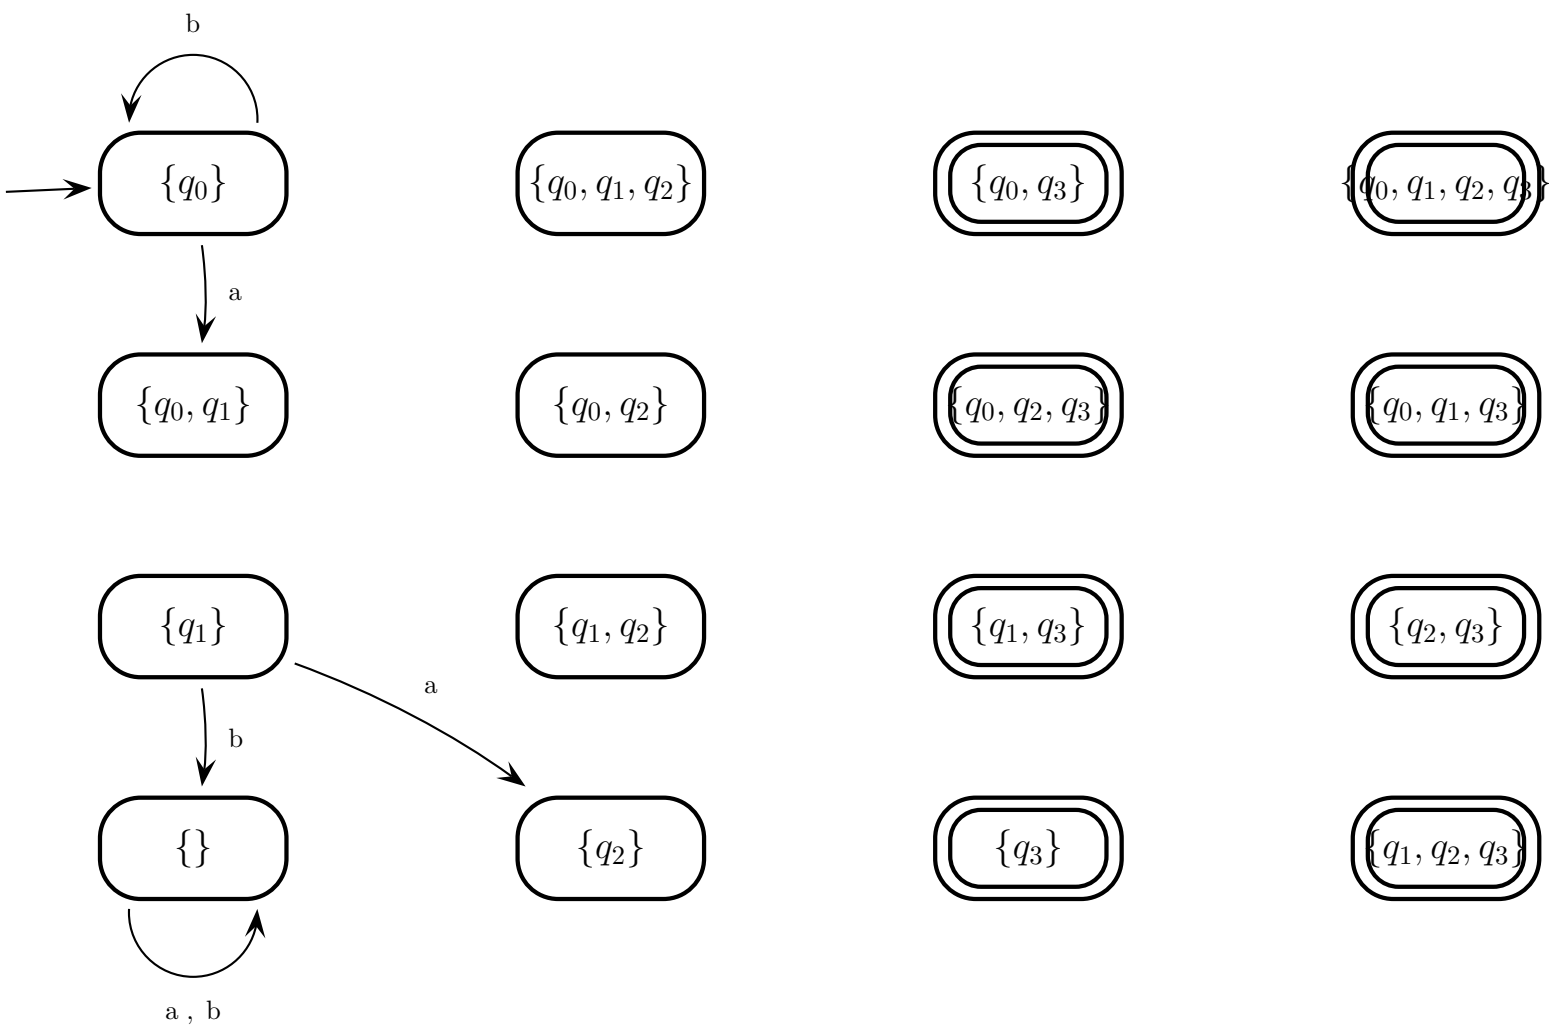 b
{q₀} {q₀, q₁, q₂} {q₀, q₃} {q₀, q₁, q₂, q₃}
a
{q₀, q₁} {q₀, q₂} {q₀, q₂, q₃} {q₀, q₁, q₃}
{q₁} {q₁, q₂} {q₁, q₃} {q₂, q₃}
a
b
{} {q₂} {q₃} {q₁, q₂, q₃}
a , b